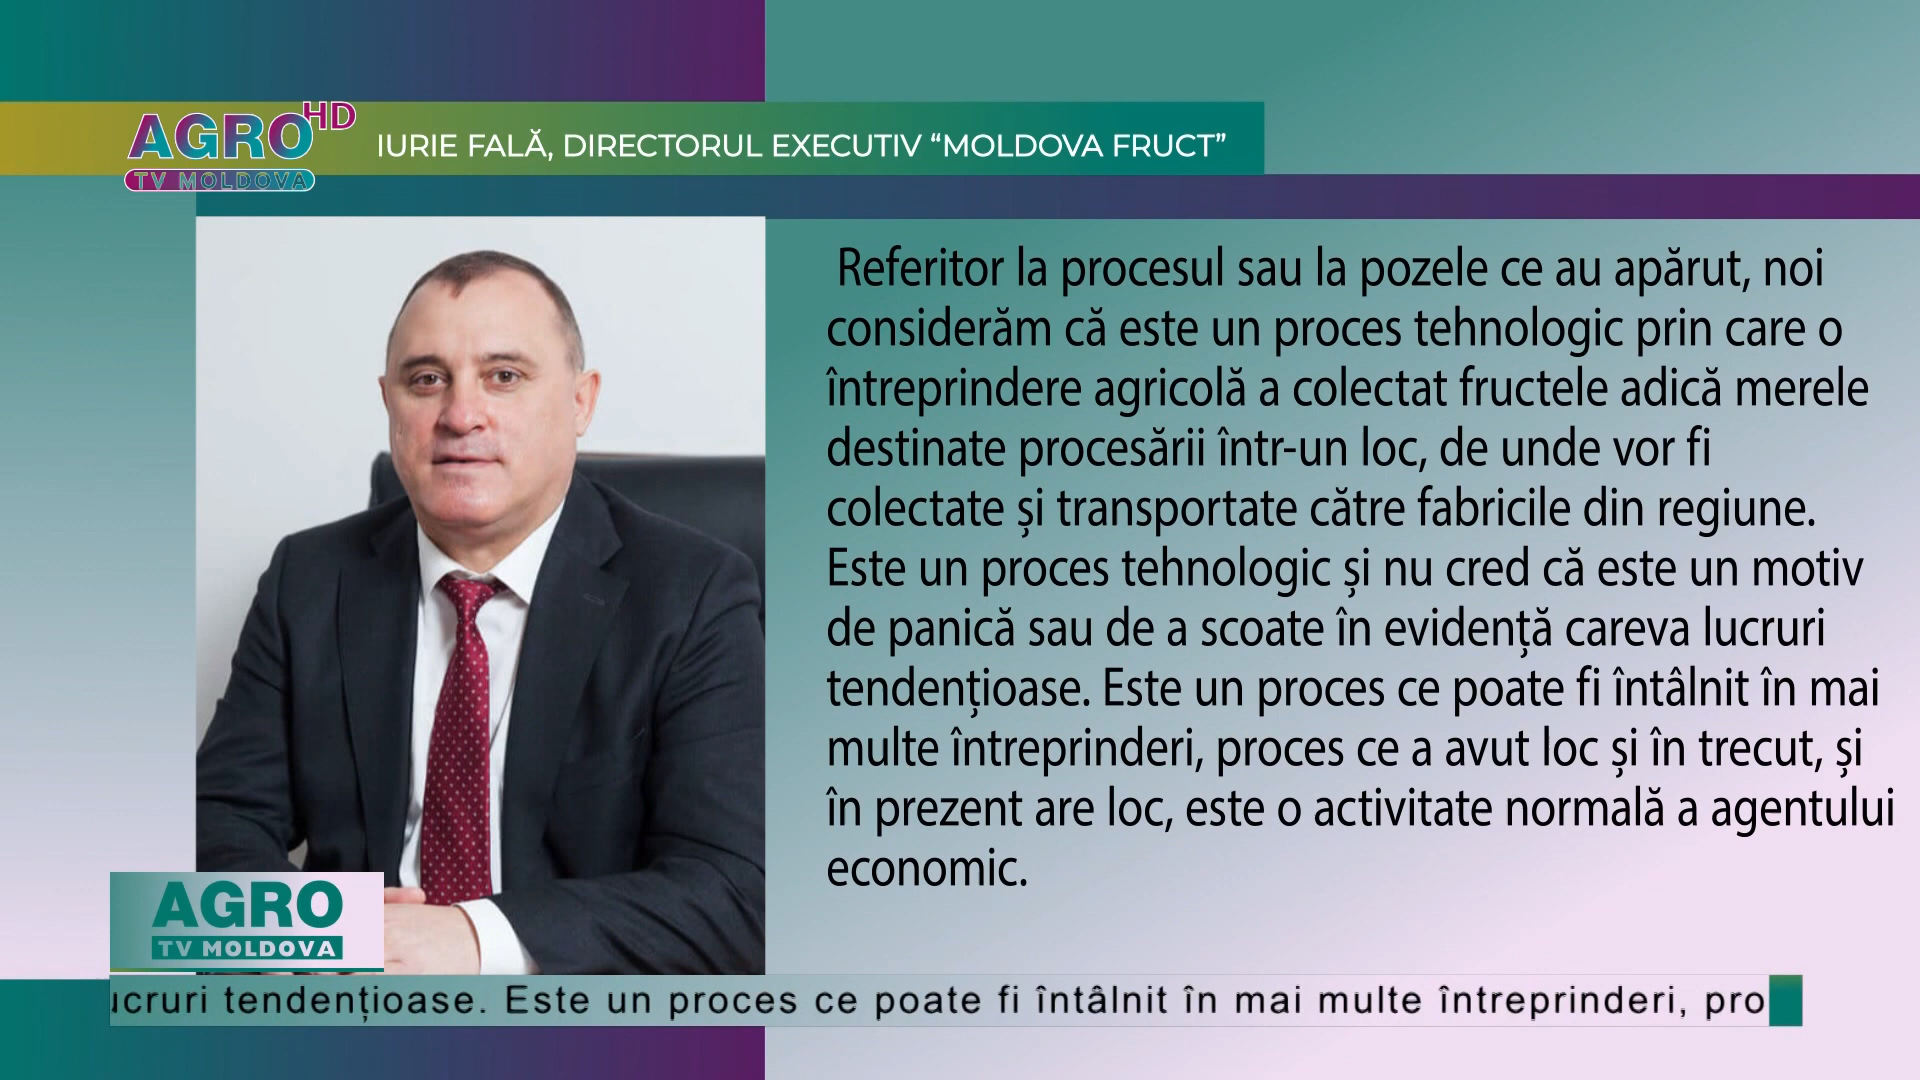 AGRO HD
TV MOLDOVA
IURIE FALĂ, DIRECTORUL EXECUTIV “MOLDOVA FRUCT”
Referitor la procesul sau la pozele ce au apărut, noi
considerăm că este un proces tehnologic prin care o
întreprindere agricolă a colectat fructele adică merele
destinate procesării într-un loc, de unde vor fi
colectate și transportate către fabricile din regiune.
Este un proces tehnologic și nu cred că este un motiv
de panică sau de a scoate în evidență careva lucruri
tendențioase. Este un proces ce poate fi întâlnit în mai
multe întreprinderi, proces ce a avut loc și în trecut, și
în prezent are loc, este o activitate normală a agentului
economic.
AGRO
TV MOLDOVA
ucruri tendențioase. Este un proces ce poate fi întâlnit în mai multe întreprinderi, pro